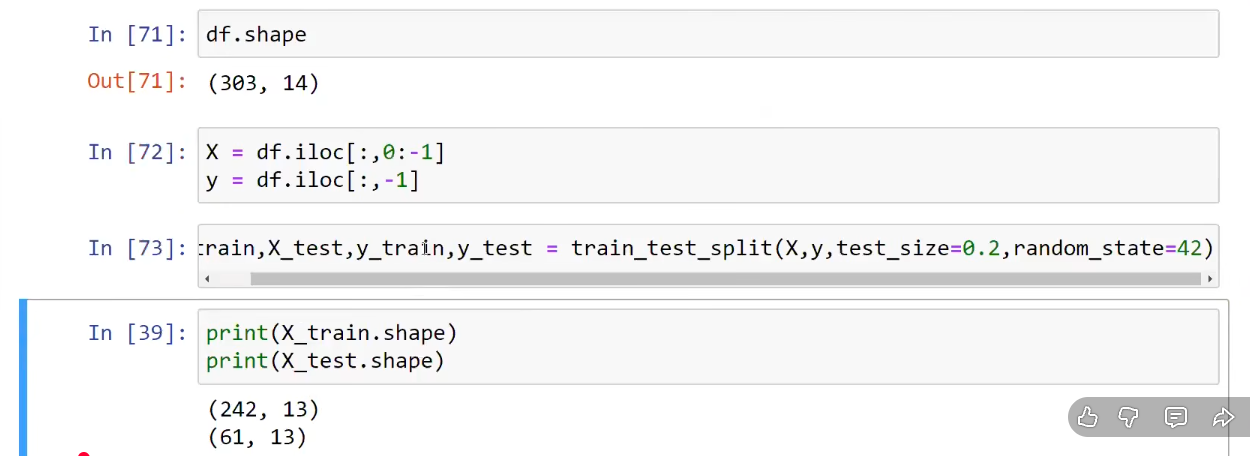 In [71]: df.shape
Out[71]: (303, 14)
In [72]: X = df.iloc[:,0:-1]
y = df.iloc[:,-1]
In [73]: train,X_test,y_train,y_test = train_test_split(X,y,test_size=0.2,random_state=42)
In [39]: print(X_train.shape)
print(X_test.shape)
(242, 13)
(61, 13)